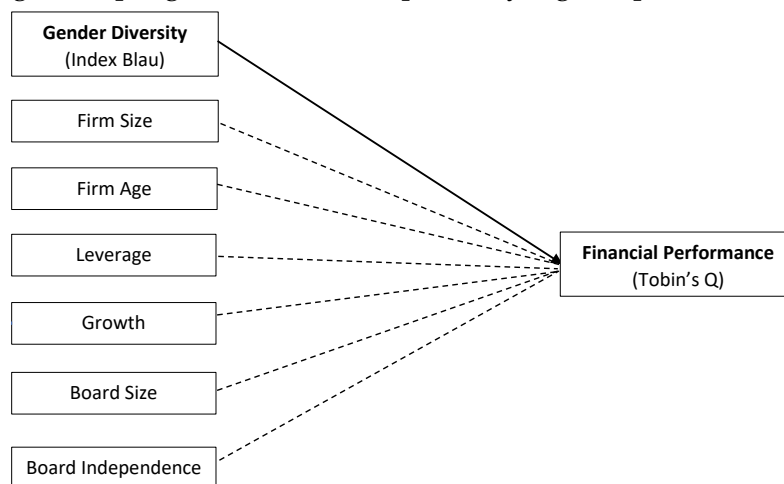 Gender Diversity
(Index Blau)
Firm Size
Firm Age
Leverage
Growth
Board Size
Board Independence
Financial Performance
(Tobin’s Q)